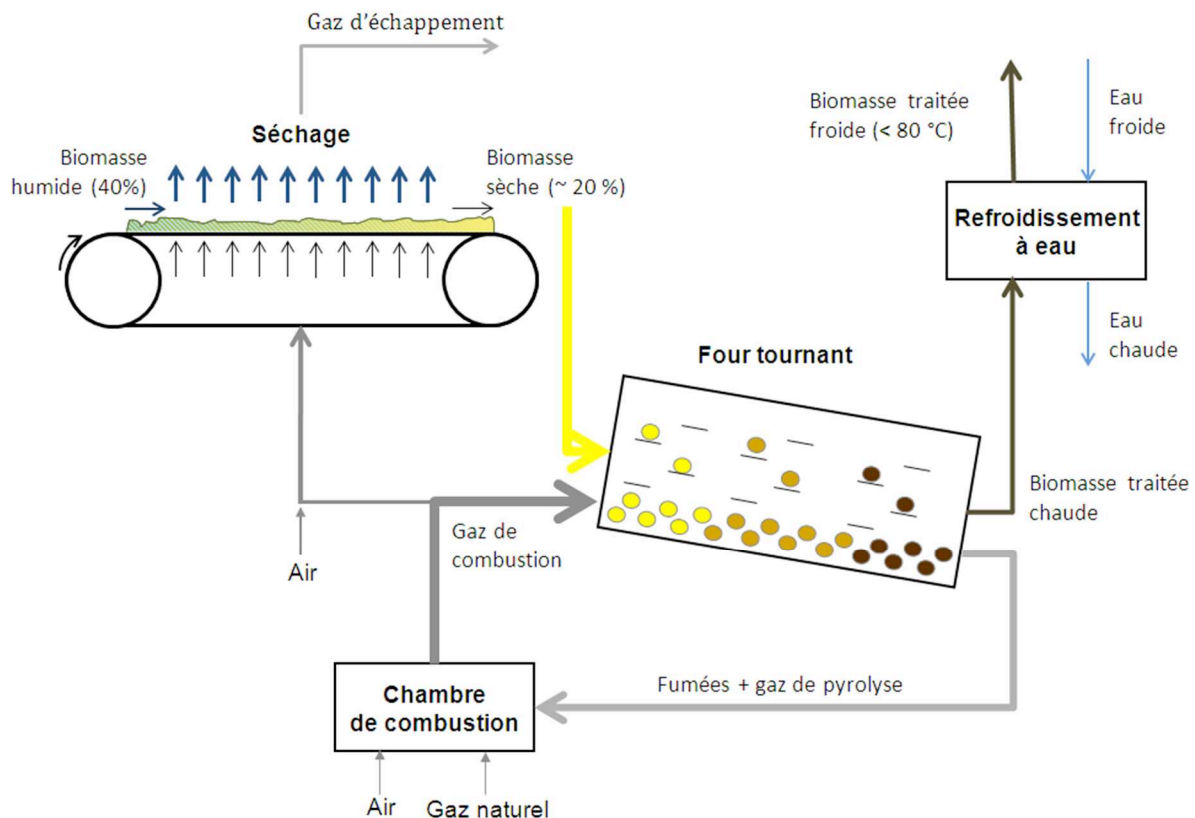 Gaz d'échappement
Séchage
Biomasse
humide (40%)
Biomasse
sèche (~ 20 %)
Biomasse traitée
froide (< 80 °C)
Eau
froide
Refroidissement
à eau
Eau
chaude
Four tournant
Biomasse traitée
chaude
Gaz de
combustion
Air
Fumées + gaz de pyrolyse
Chambre
de combustion
Air
Gaz naturel